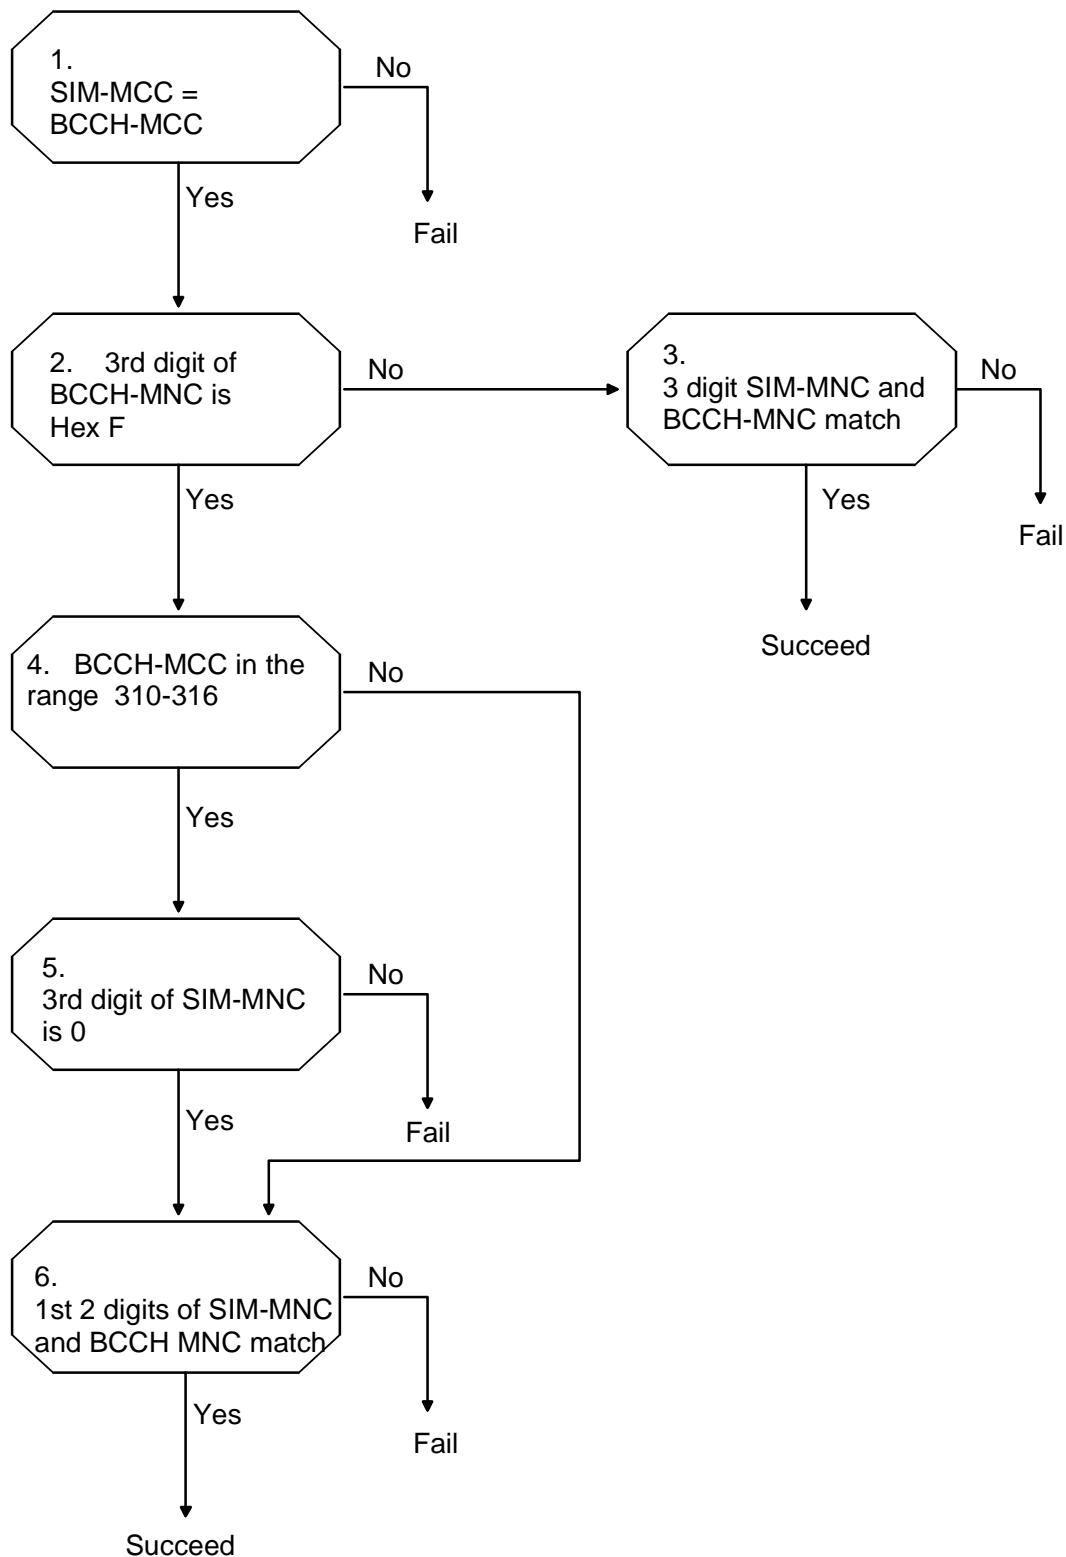 1.
SIM-MCC =
BCCH-MCC
No
Yes
Fail
2. 3rd digit of
BCCH-MNC is
Hex F
No
3.
3 digit SIM-MNC and
BCCH-MNC match
No
Yes
Yes
Fail
Succeed
4. BCCH-MCC in the
range 310-316
No
Yes
5.
3rd digit of SIM-MNC
is 0
No
Yes
Fail
6.
1st 2 digits of SIM-MNC
and BCCH MNC match
No
Yes
Fail
Succeed